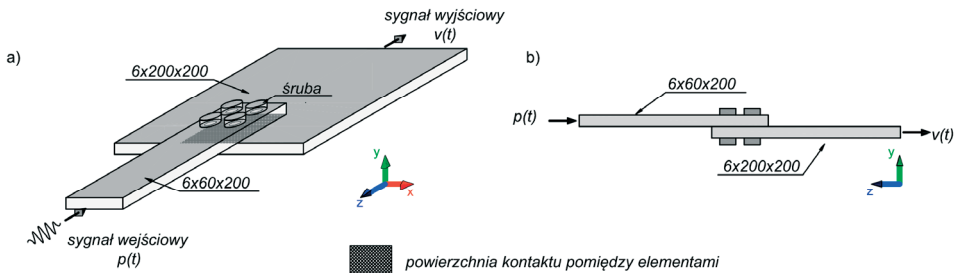 a)
sygnał wyjściowy
v(t)
6x200x200
śruba
6x60x200
sygnał wejściowy
p(t)
y
x
z
b)
6x60x200
p(t)
v(t)
6x200x200
y
z
powierzchnia kontaktu pomiędzy elementami